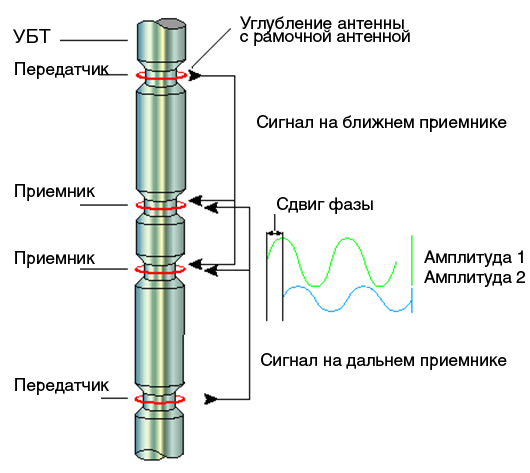 УБТ
Углубление антенны
с рамочной антенной
Передатчик
Сигнал на ближнем приемнике
Приемник
Сдвиг фазы
Приемник
Амплитуда 1
Амплитуда 2
Сигнал на дальнем приемнике
Передатчик